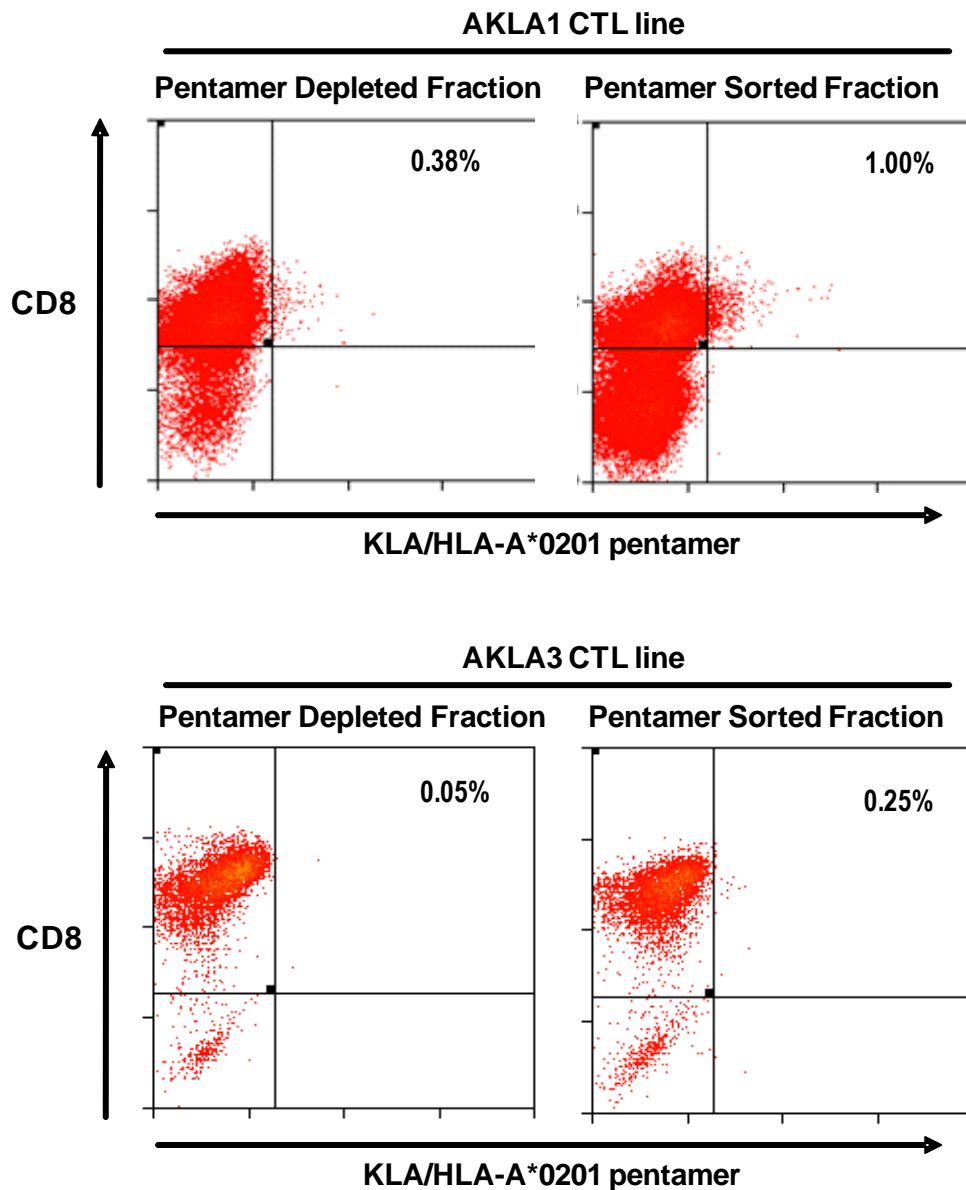 AKLA1 CTL line
Pentamer Depleted Fraction
Pentamer Sorted Fraction
0.38%
1.00%
CD8
KLA/HLA-A*0201 pentamer
AKLA3 CTL line
Pentamer Depleted Fraction
Pentamer Sorted Fraction
0.05%
0.25%
CD8
KLA/HLA-A*0201 pentamer